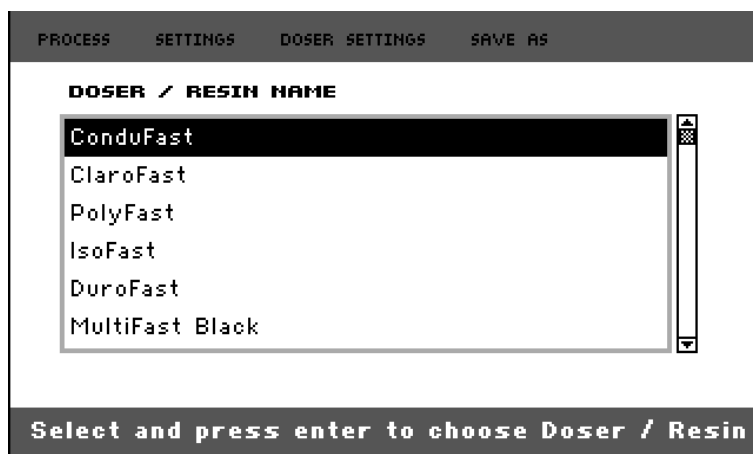 PROCESS SETTINGS DOSER SETTINGS SAVE AS
DOSER / RESIN NAME
ConduFast
ClaroFast
PolyFast
IsoFast
DuroFast
MultiFast Black
Select and press enter to choose Doser / Resin